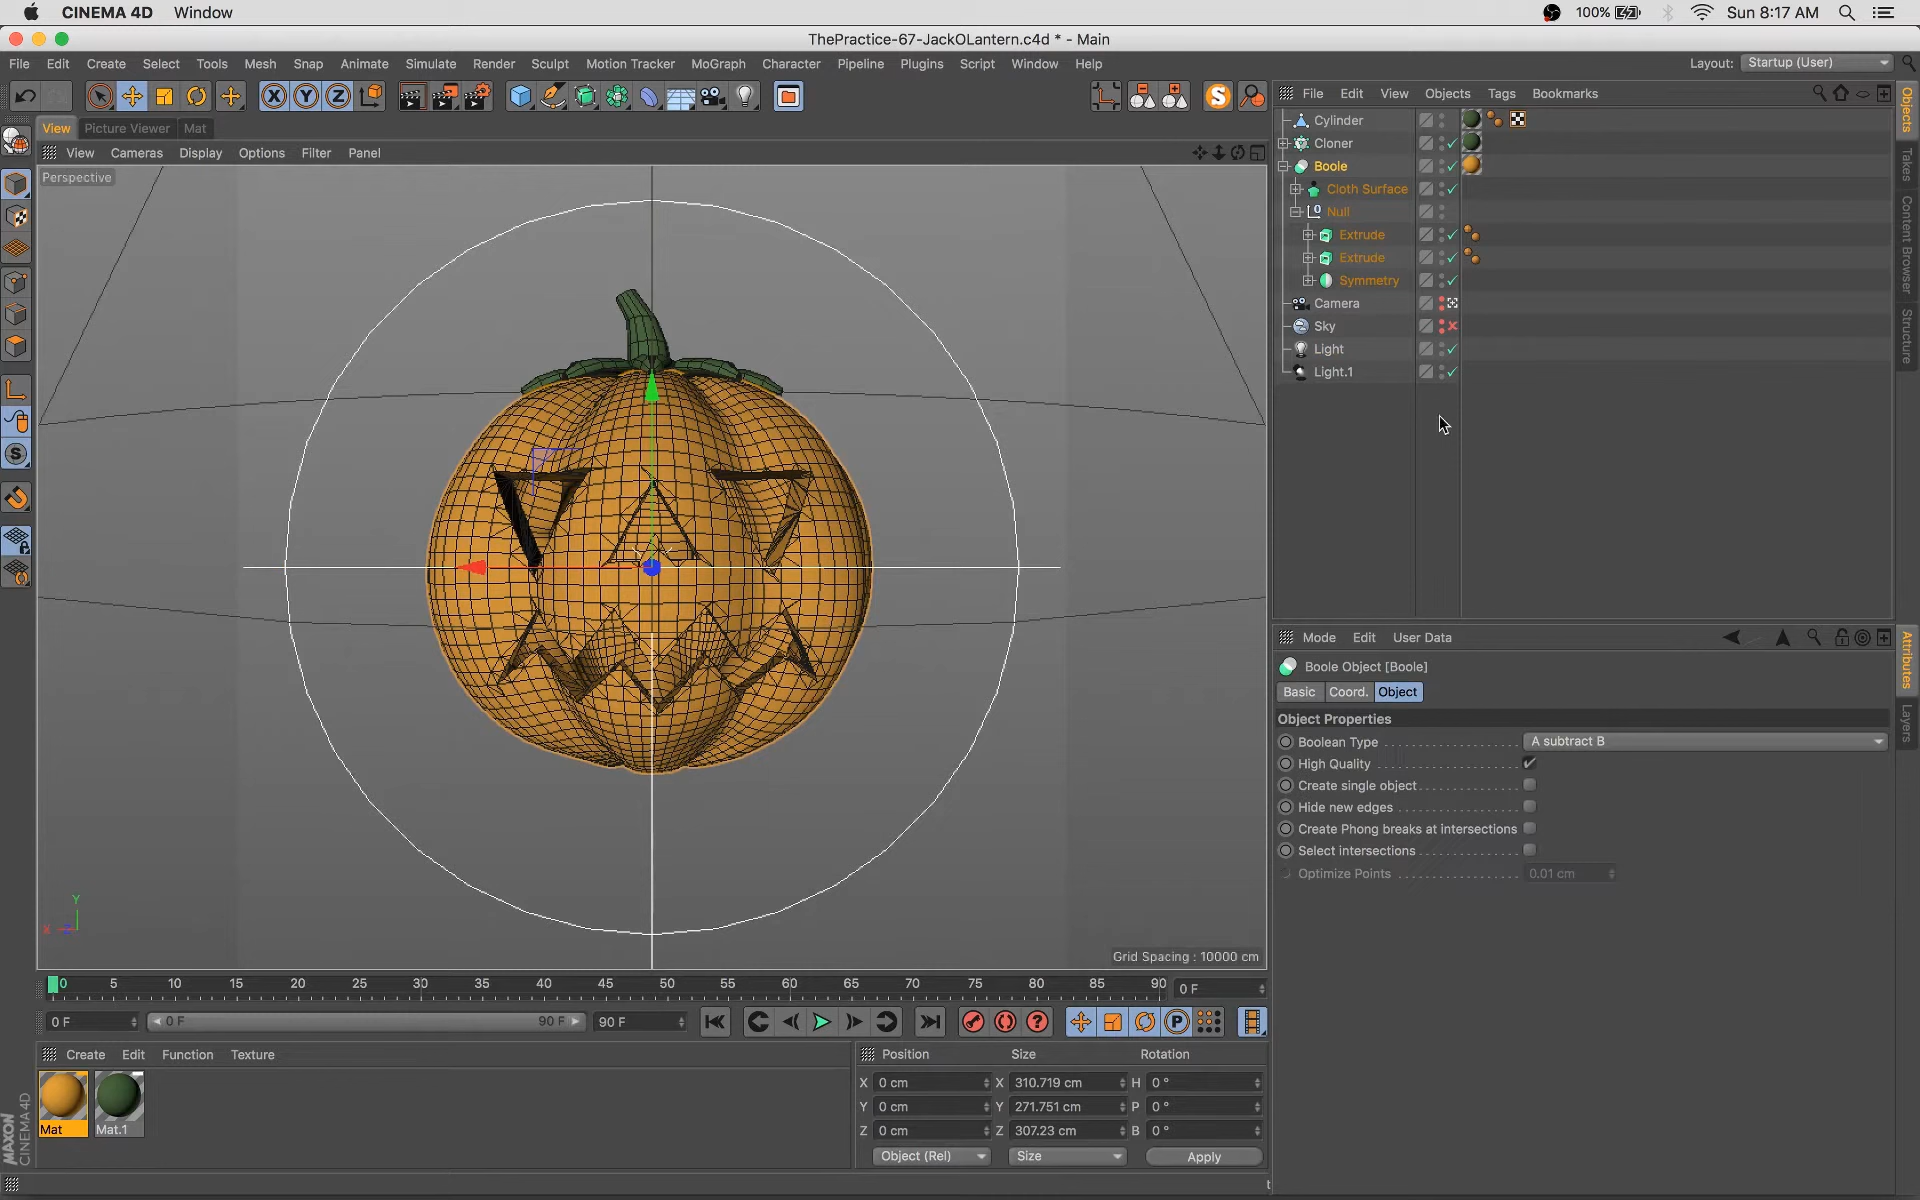 CINEMA 4D Window 100% Sun 8:17 AM
ThePractice-67-JackOLantern.c4d * - Main
File Edit Create Select Tools Mesh Snap Animate Simulate Render Sculpt Motion Tracker MoGraph Character Pipeline Plugins Script Window Help Layout: Startup (User)
X Y Z S
View Picture Viewer Mat
View Cameras Display Options Filter Panel
Perspective
File Edit View Objects Tags Bookmarks
Cylinder
Cloner
Boole
Cloth Surface
Null
Extrude
Extrude
Symmetry
Camera
Sky
Light
Light.1
Objects
Takes
Content Browser
Structure
Mode Edit User Data
Boole Object [Boole]
Basic Coord. Object
Object Properties
Boolean Type A subtract B
High Quality
Create single object
Hide new edges
Create Phong breaks at intersections
Select intersections
Optimize Points 0.01 cm
Attributes
Layers
Y
X Z
Grid Spacing : 10000 cm
0 5 10 15 20 25 30 35 40 45 50 55 60 65 70 75 80 85 90 0 F
0 F 0 F 90 F 90 F
Create Edit Function Texture
Mat Mat.1
Position Size Rotation
X 0 cm X 310.719 cm H 0 °
Y 0 cm Y 271.751 cm P 0 °
Z 0 cm Z 307.23 cm B 0 °
Object (Rel) Size Apply
MAXON
CINEMA 4D